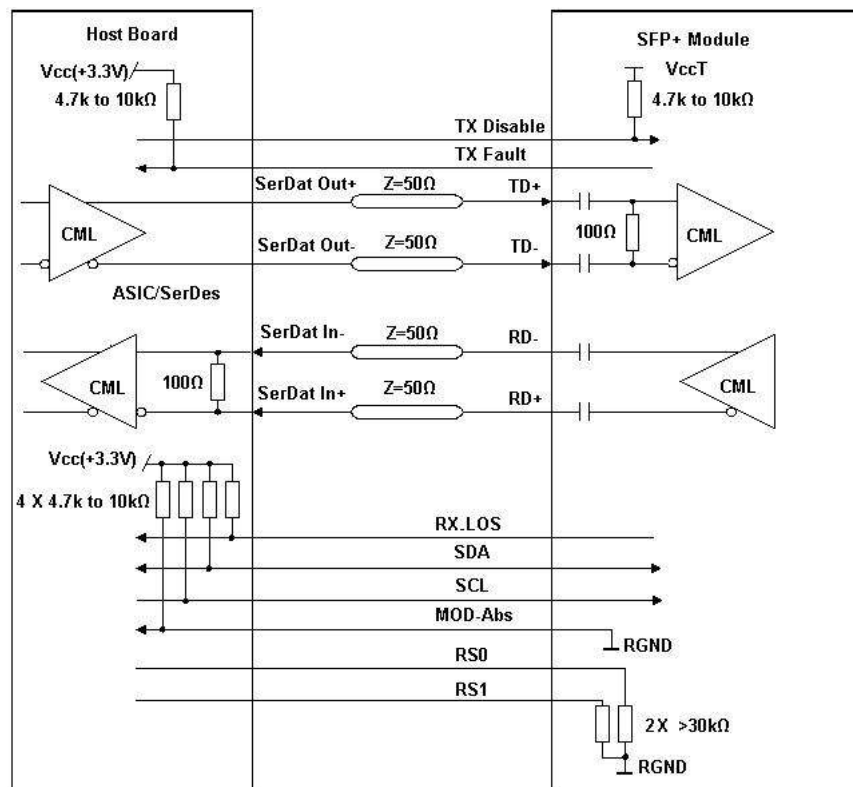 Host Board
SFP+ Module
Vcc(+3.3V)
4.7k to 10kΩ
VccT
4.7k to 10kΩ
TX Disable
TX Fault
SerDat Out+
Z=50Ω
TD+
CML
100Ω
CML
SerDat Out-
Z=50Ω
TD-
ASIC/SerDes
SerDat In-
Z=50Ω
RD-
CML
100Ω
CML
SerDat In+
Z=50Ω
RD+
Vcc(+3.3V)
4 X 4.7k to 10kΩ
RX_LOS
SDA
SCL
MOD-Abs
RGND
RS0
RS1
2 X >30kΩ
RGND